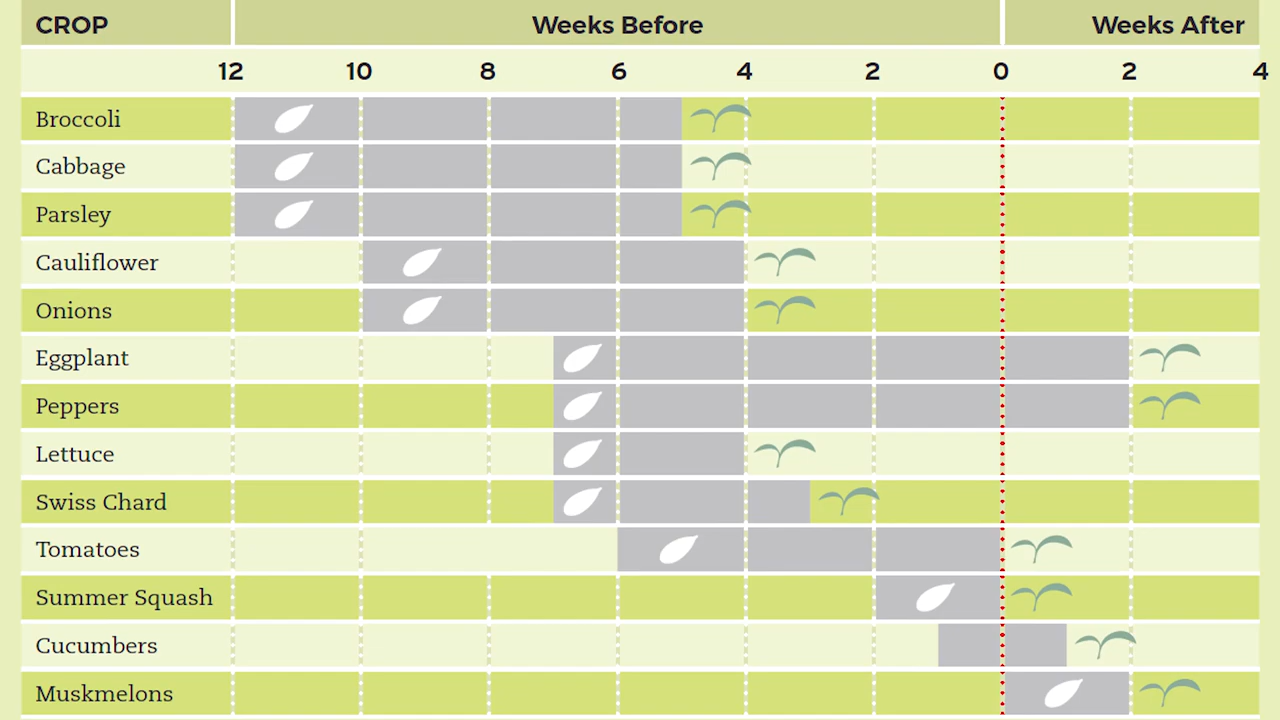 CROP Weeks Before Weeks After
12 10 8 6 4 2 0 2 4
Broccoli
Cabbage
Parsley
Cauliflower
Onions
Eggplant
Peppers
Lettuce
Swiss Chard
Tomatoes
Summer Squash
Cucumbers
Muskmelons